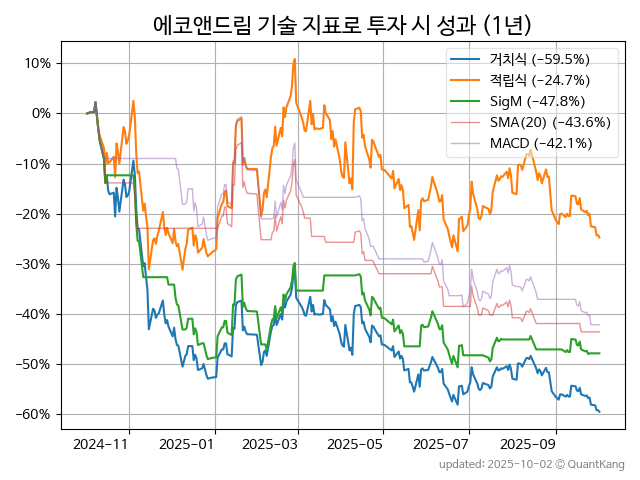 에코앤드림 기술 지표로 투자 시 성과 (1년)
거치식 (−59.5%)
적립식 (−24.7%)
SigM (−47.8%)
SMA(20) (−43.6%)
MACD (−42.1%)
10%
0%
−10%
−20%
−30%
−40%
−50%
−60%
2024-11
2025-01
2025-03
2025-05
2025-07
2025-09
updated: 2025-10-02 © QuantKang